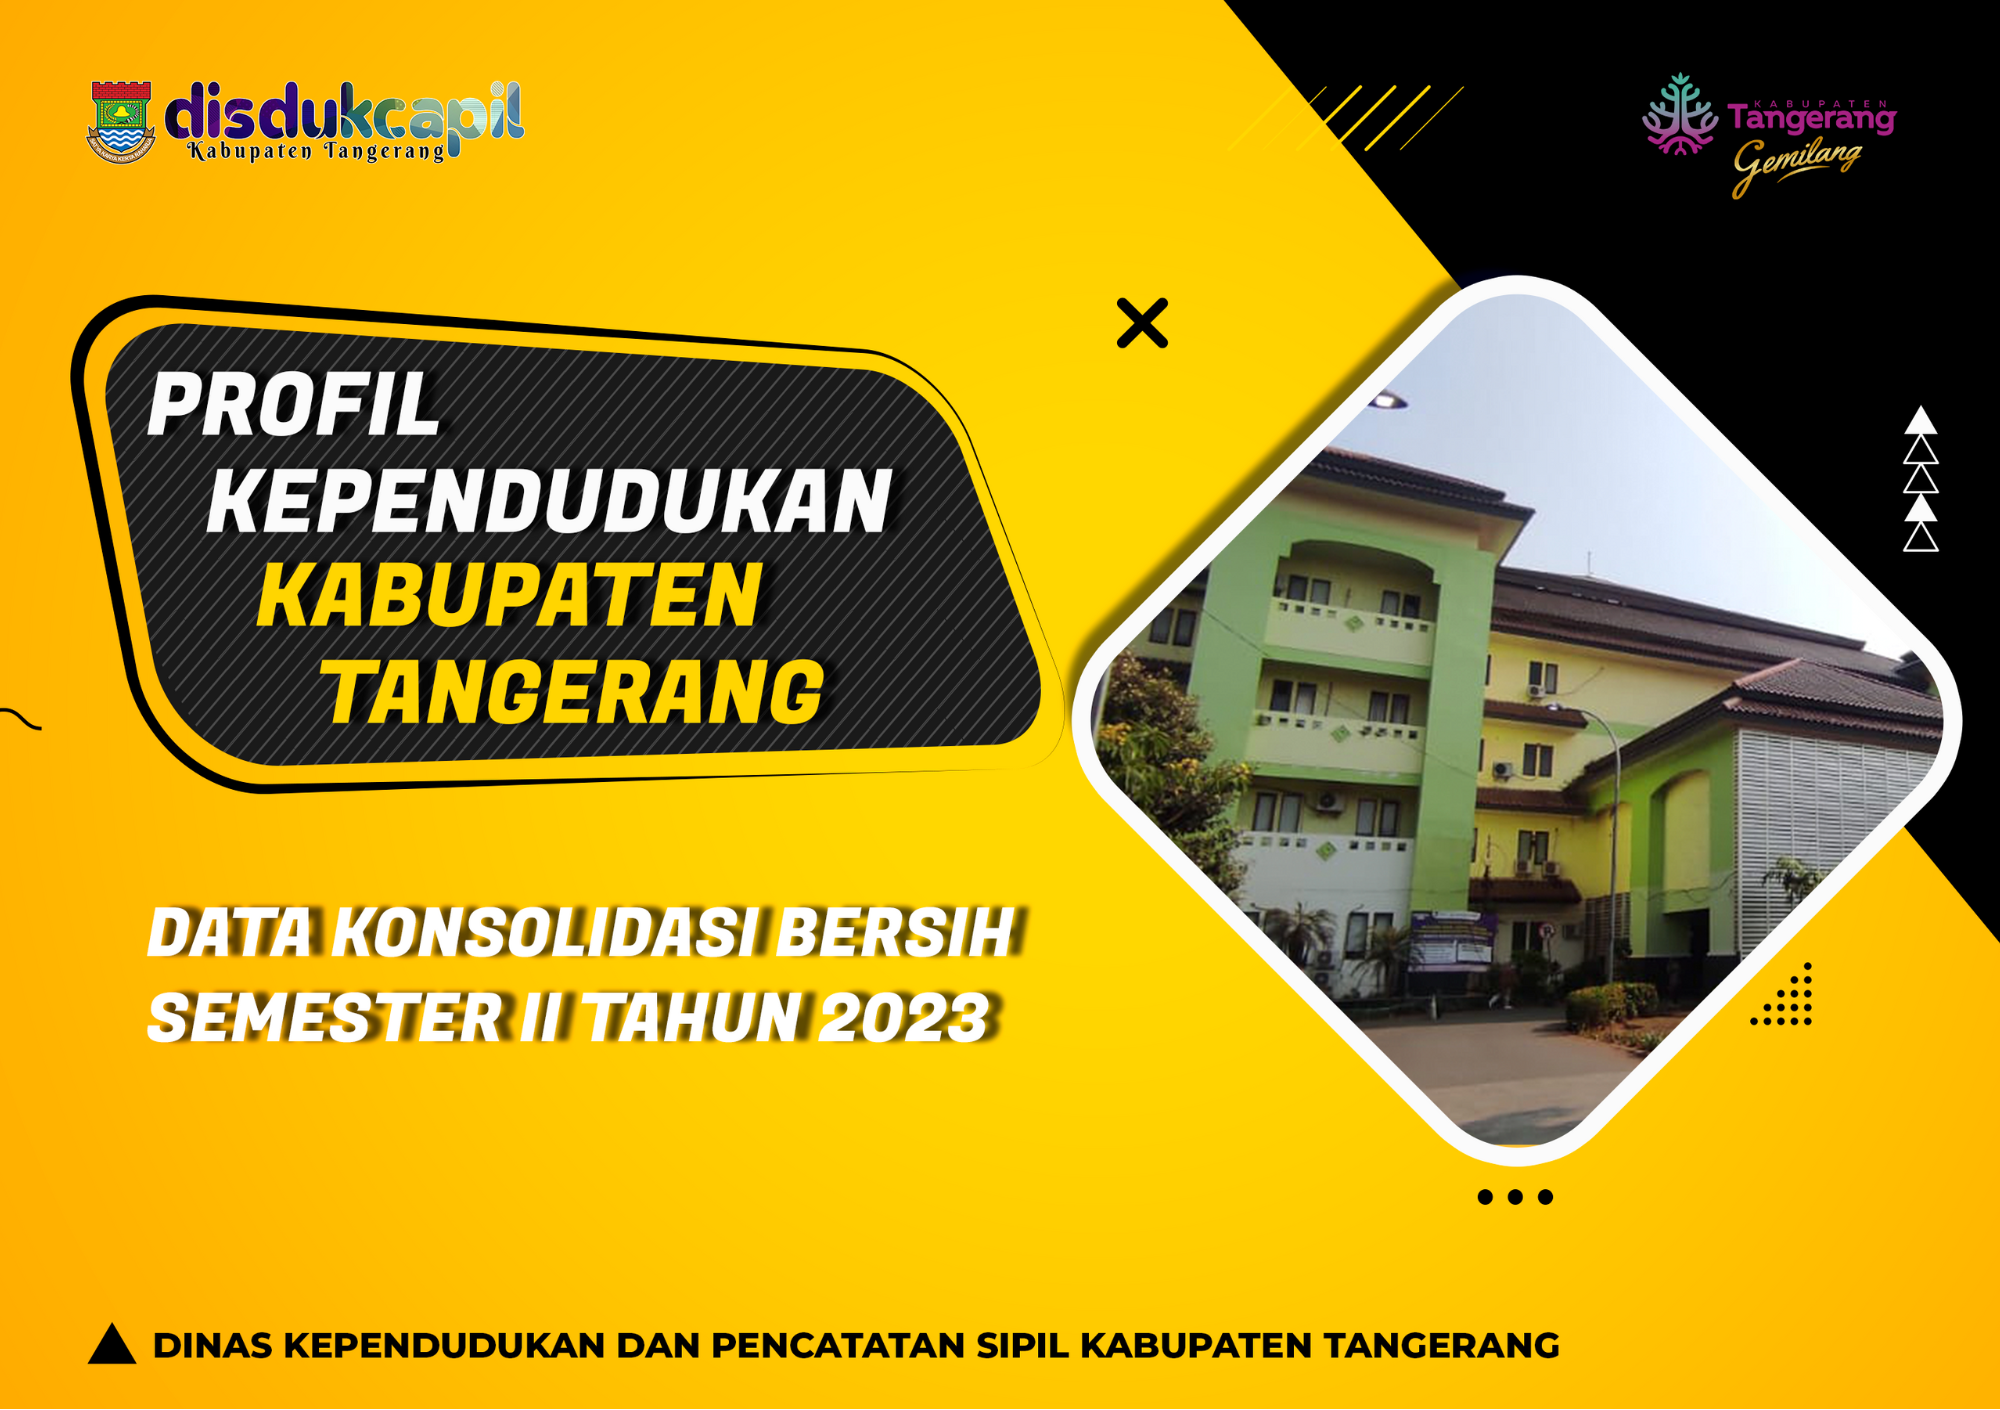 disdukcapil
Kabupaten Tangerang
KABUPATEN
Tangerang
Gemilang
PROFIL
KEPENDUDUKAN
KABUPATEN
TANGERANG
DATA KONSOLIDASI BERSIH
SEMESTER II TAHUN 2023
DINAS KEPENDUDUKAN DAN PENCATATAN SIPIL KABUPATEN TANGERANG